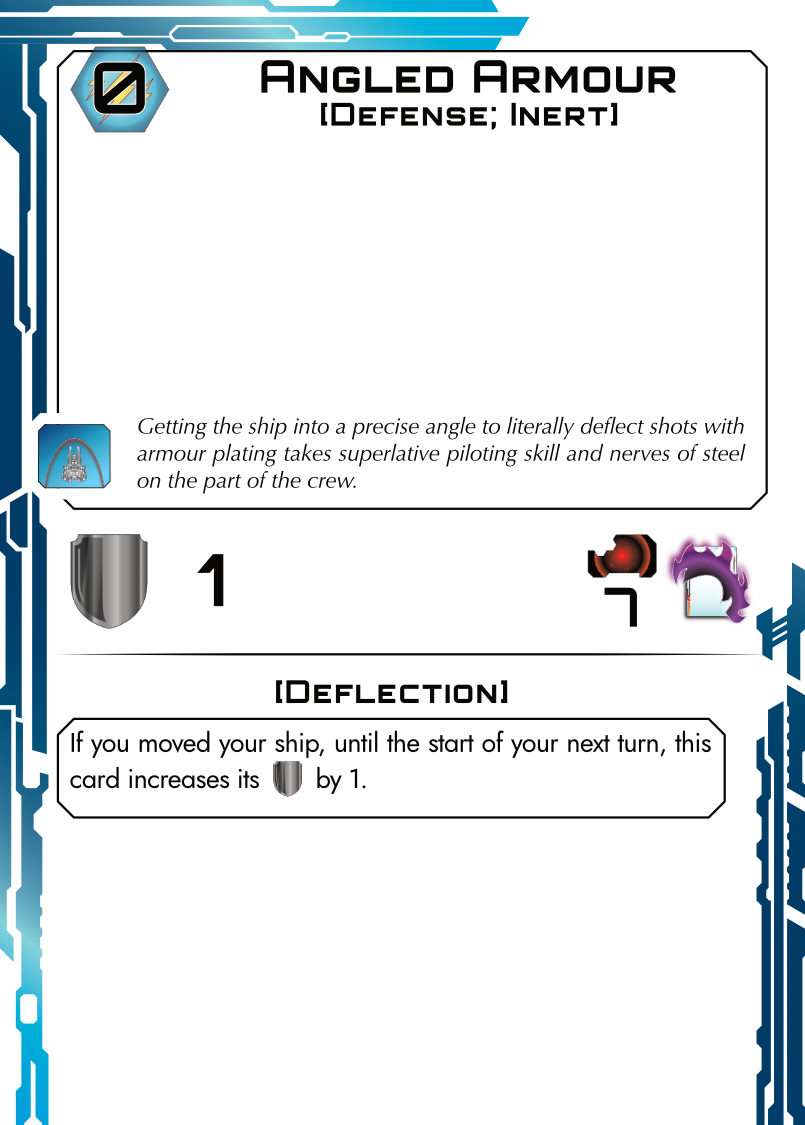 0
Angled Armour
[Defense; Inert]
Getting the ship into a precise angle to literally deflect shots with
armour plating takes superlative piloting skill and nerves of steel
on the part of the crew.
1
7
[Deflection]
If you moved your ship, until the start of your next turn, this
card increases its by 1.